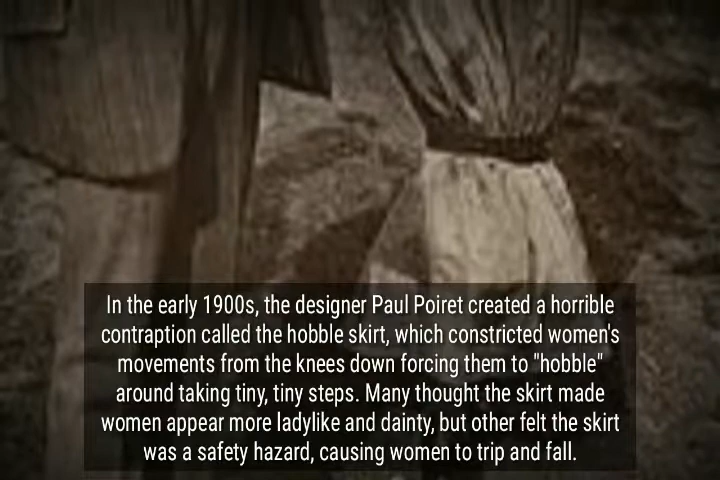 In the early 1900s, the designer Paul Poiret created a horrible
contraption called the hobble skirt, which constricted women's
movements from the knees down forcing them to "hobble"
around taking tiny, tiny steps. Many thought the skirt made
women appear more ladylike and dainty, but other felt the skirt
was a safety hazard, causing women to trip and fall.